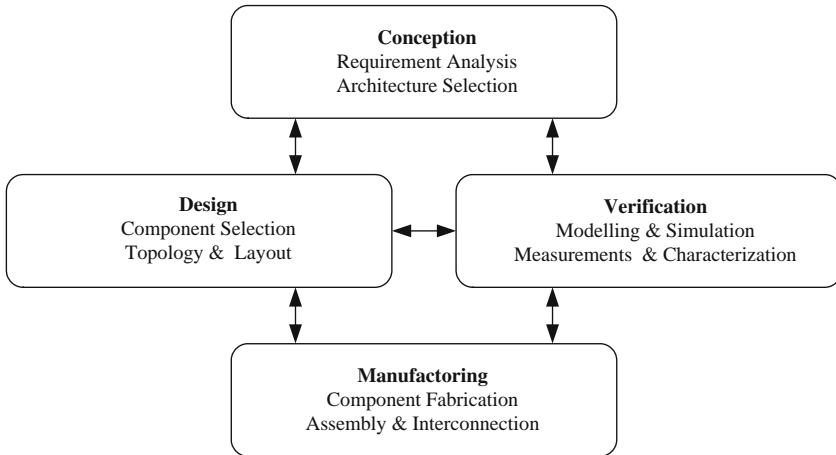 Conception
Requirement Analysis
Architecture Selection
Design
Component Selection
Topology & Layout
Verification
Modelling & Simulation
Measurements & Characterization
Manufactoring
Component Fabrication
Assembly & Interconnection